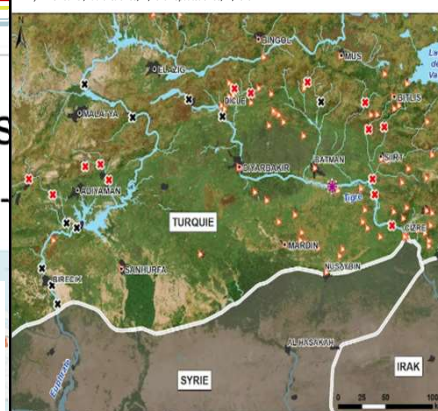 N
BINGOL
ELAZIG
MUS
BITLIS
DICLE
MALATYA
SIIRT
BATMAN
DIYARBAKIR
ADIYAMAN
Tigre
TURQUIE
CIZRE
MARDIN
SANLIURFA
NUSAYBIN
BIRECIK
AL HASAKAH
Euphrate
SYRIE
IRAK
0 25 50